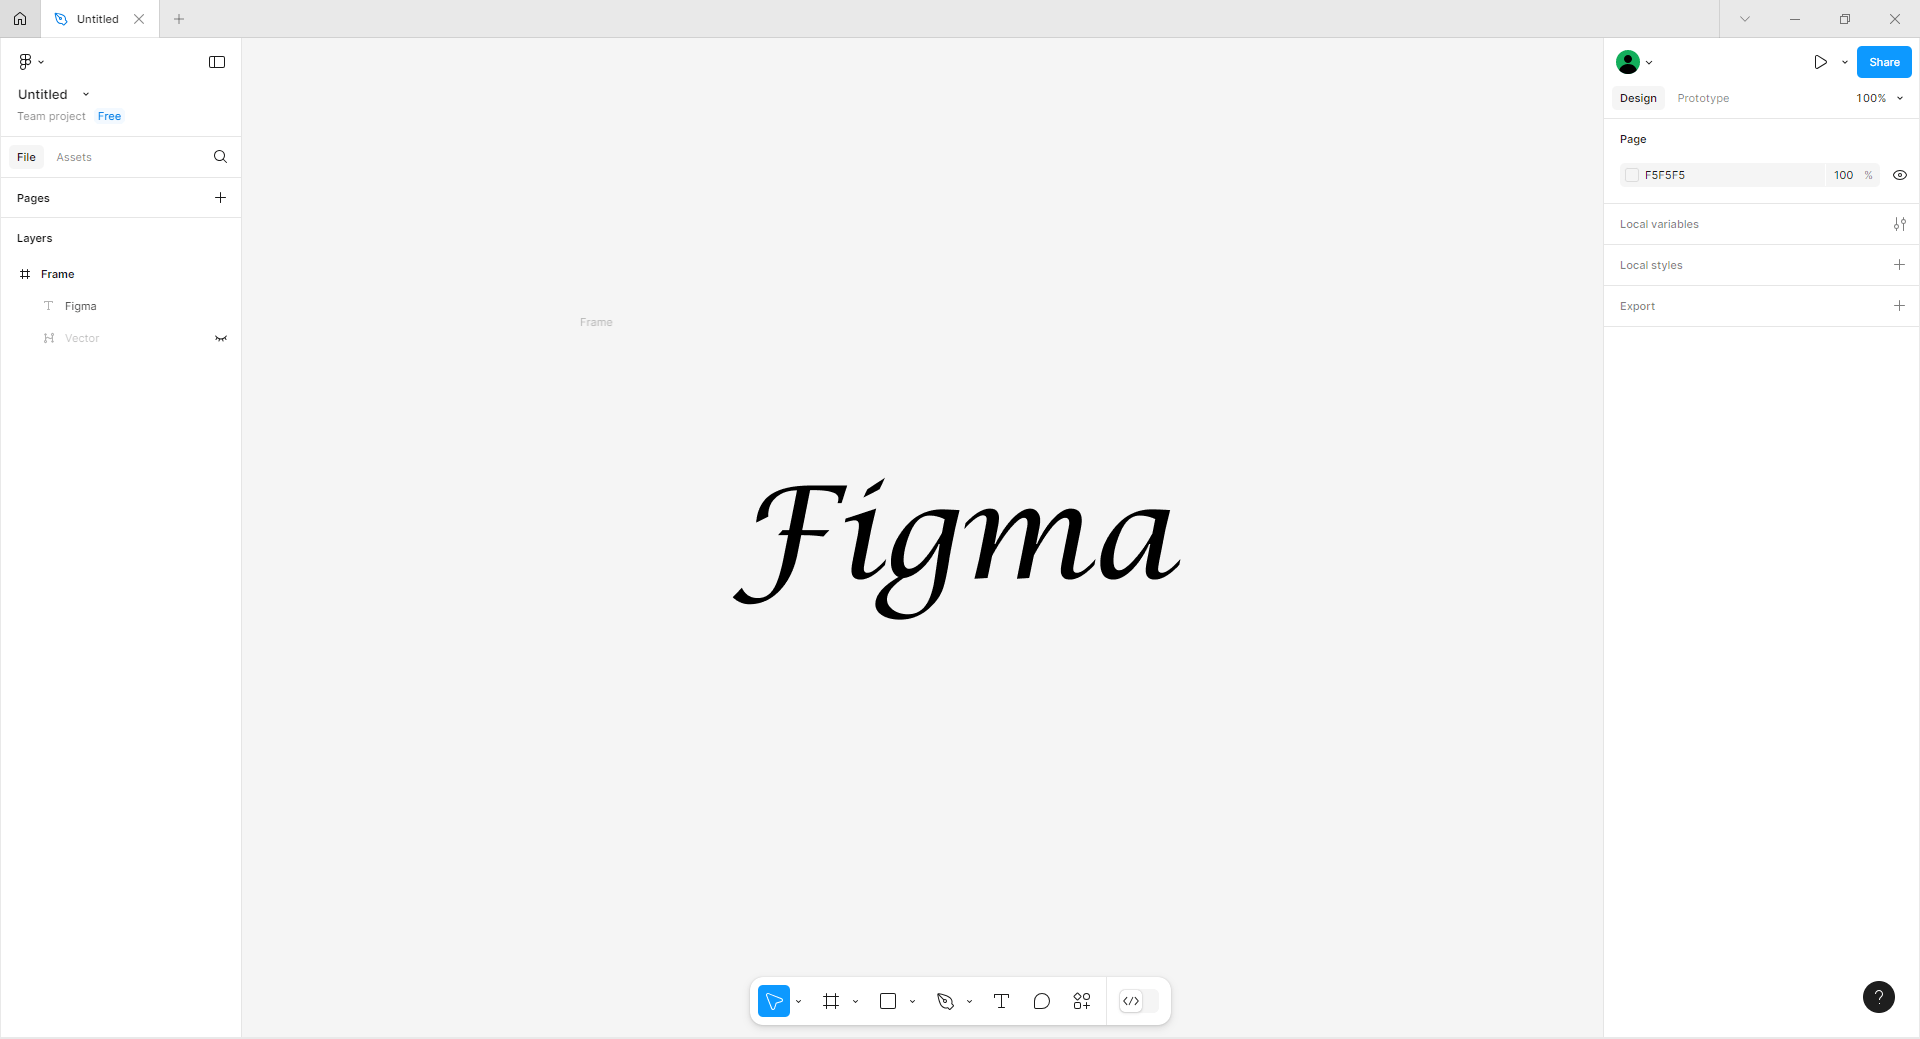 Untitled
Untitled
Team project Free
File Assets
Pages
Layers
Frame
Figma
Vector
Frame
Figma
Share
Design Prototype 100%
Page
F5F5F5 100 %
Local variables
Local styles
Export
?